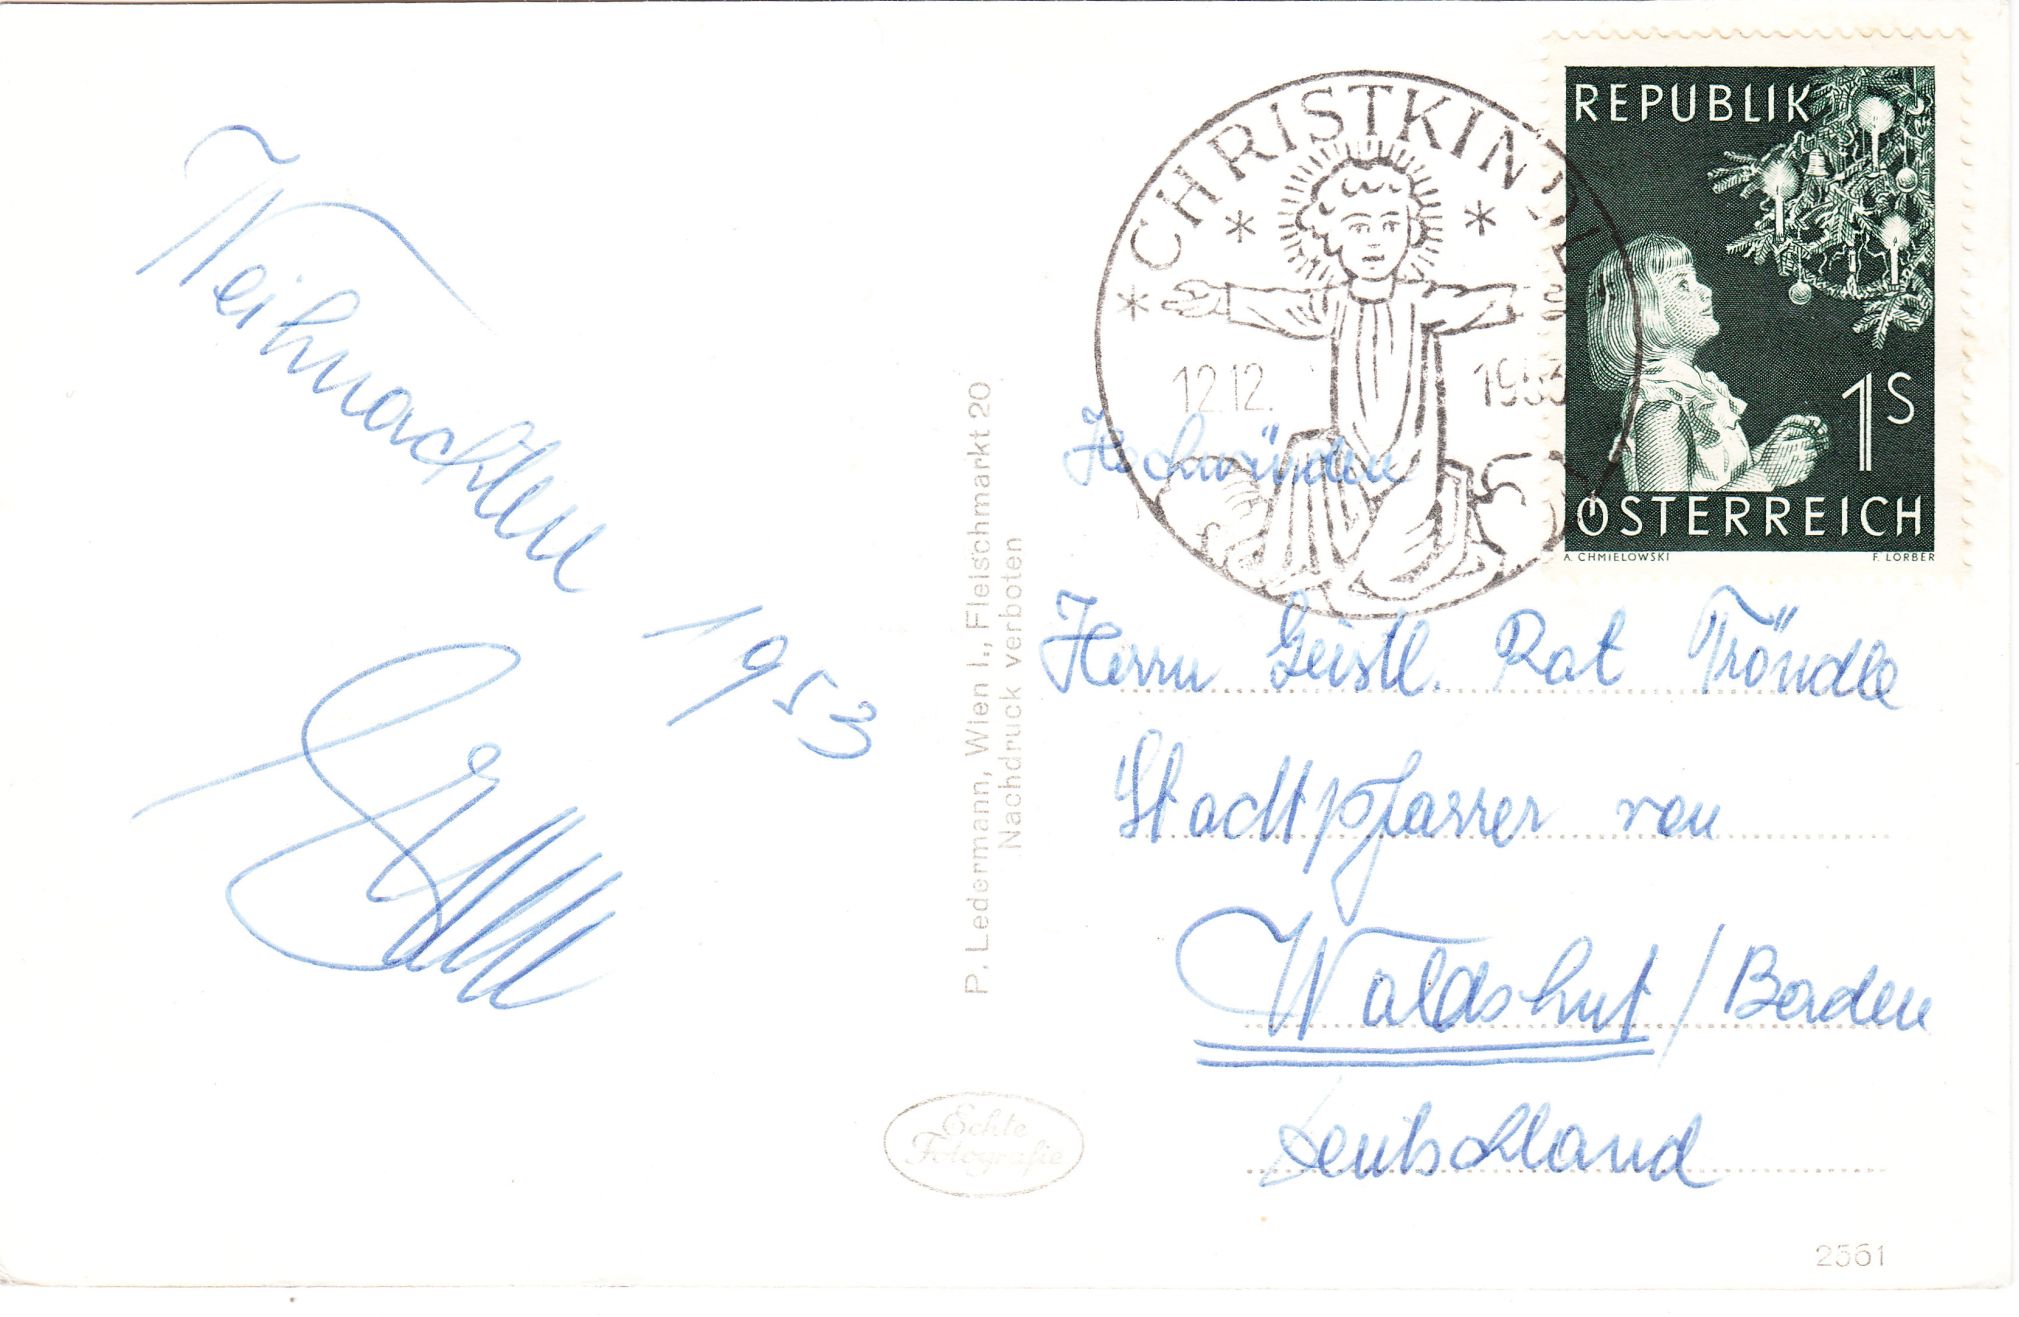 Weihnachten 1953
P. Ledermann, Wien I., Fleischmarkt 20
Nachdruck verboten
Echte
Fotografie
CHRISTKINDL
12.12. 1953
REPUBLIK
1S
ÖSTERREICH
A. CHMIELOWSKI F. LORBER
Hochwürden
Herrn Geistl. Rat Tröndle
Stadtpfarrer von
Waldshut/Baden
Deutschland
2561